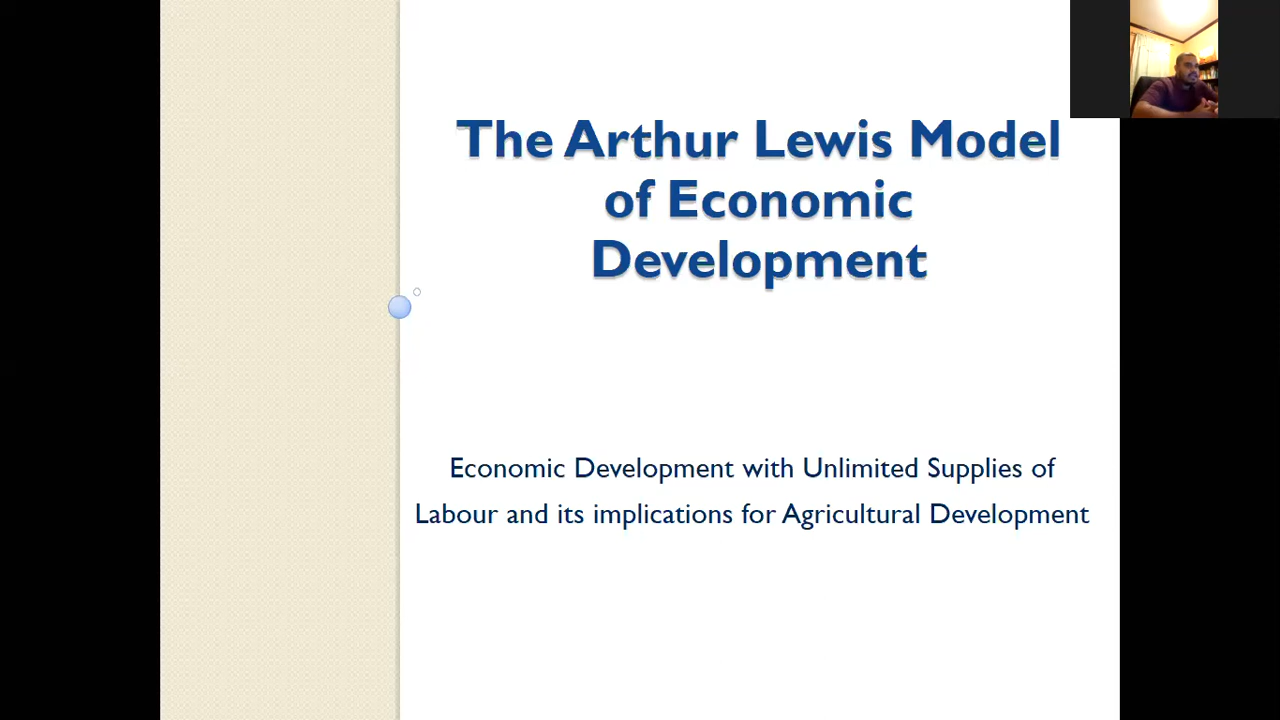 The Arthur Lewis Model
of Economic
Development
Economic Development with Unlimited Supplies of
Labour and its implications for Agricultural Development